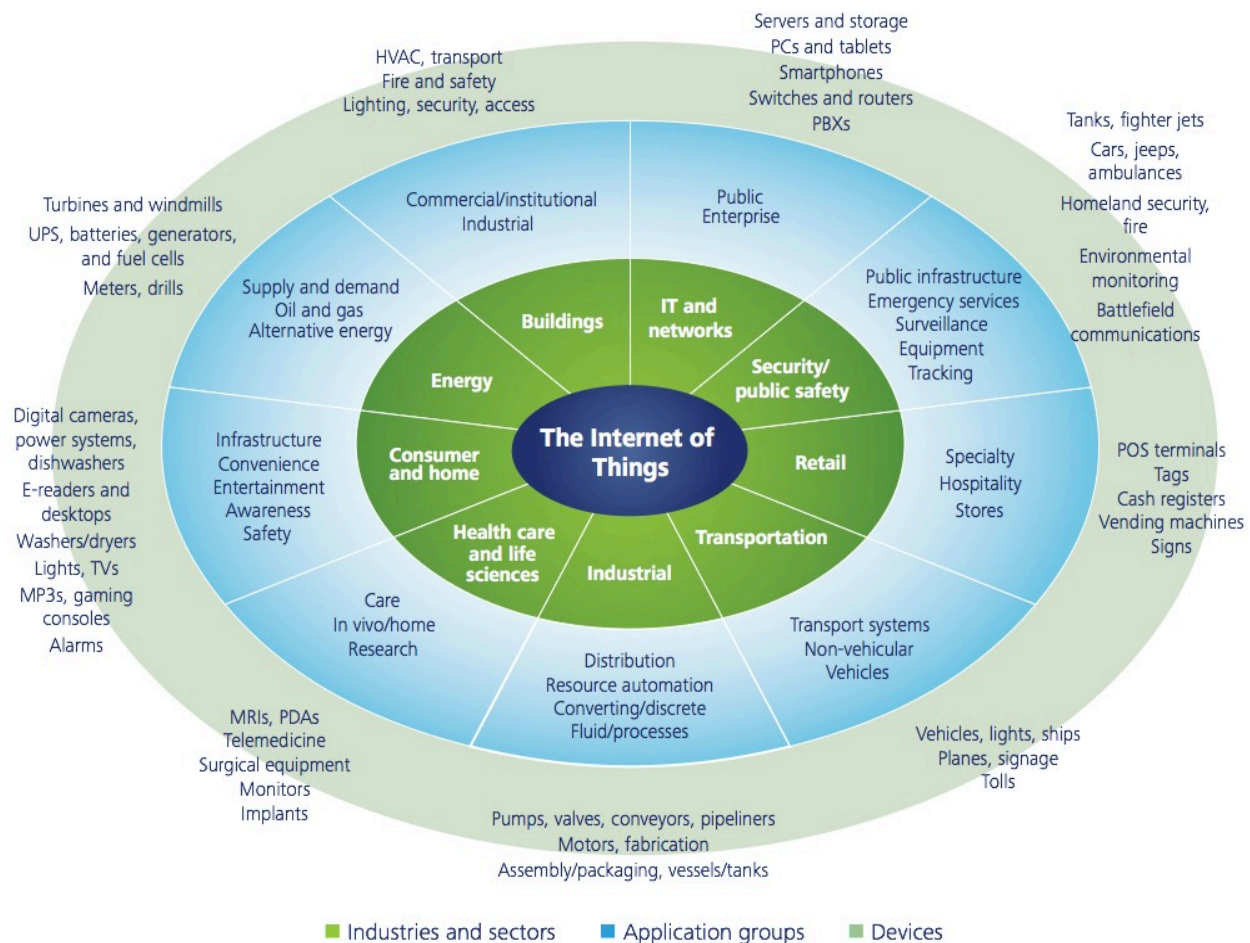 Servers and storage
PCs and tablets
Smartphones
Switches and routers
PBXs
HVAC, transport
Fire and safety
Lighting, security, access
Tanks, fighter jets
Cars, jeeps,
ambulances
Homeland security,
fire
Environmental
monitoring
Battlefield
communications
Turbines and windmills
UPS, batteries, generators,
and fuel cells
Meters, drills
Commercial/institutional
Industrial
Public
Enterprise
Supply and demand
Oil and gas
Alternative energy
Public infrastructure
Emergency services
Surveillance
Equipment
Tracking
Buildings
IT and
networks
Energy
Security/
public safety
Digital cameras,
power systems,
dishwashers
E-readers and
desktops
Washers/dryers
Lights, TVs
MP3s, gaming
consoles
Alarms
Infrastructure
Convenience
Entertainment
Awareness
Safety
Consumer
and home
The Internet of
Things
Retail
Specialty
Hospitality
Stores
POS terminals
Tags
Cash registers
Vending machines
Signs
Health care
and life
sciences
Industrial
Transportation
Care
In vivo/home
Research
Distribution
Resource automation
Converting/discrete
Fluid/processes
Transport systems
Non-vehicular
Vehicles
MRIs, PDAs
Telemedicine
Surgical equipment
Monitors
Implants
Vehicles, lights, ships
Planes, signage
Tolls
Pumps, valves, conveyors, pipeliners
Motors, fabrication
Assembly/packaging, vessels/tanks
Industries and sectors
Application groups
Devices